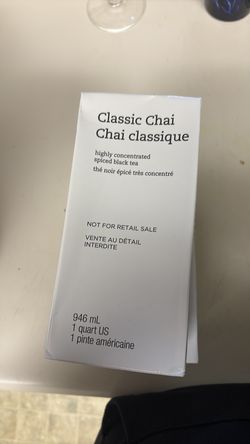 Classic Chai
Chai classique
highly concentrated
spiced black tea
thé noir épicé très concentré
NOT FOR RETAIL SALE
VENTE AU DÉTAIL
INTERDITE
946 mL
1 quart US
1 pinte américaine